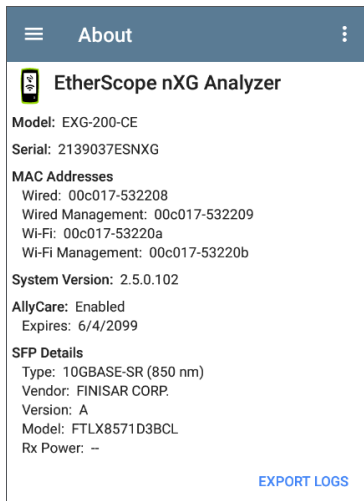 About
EtherScope nXG Analyzer
Model: EXG-200-CE
Serial: 2139037ESNXG
MAC Addresses
Wired: 00c017-532208
Wired Management: 00c017-532209
Wi-Fi: 00c017-53220a
Wi-Fi Management: 00c017-53220b
System Version: 2.5.0.102
AllyCare: Enabled
Expires: 6/4/2099
SFP Details
Type: 10GBASE-SR (850 nm)
Vendor: FINISAR CORP.
Version: A
Model: FTLX8571D3BCL
Rx Power: --
EXPORT LOGS